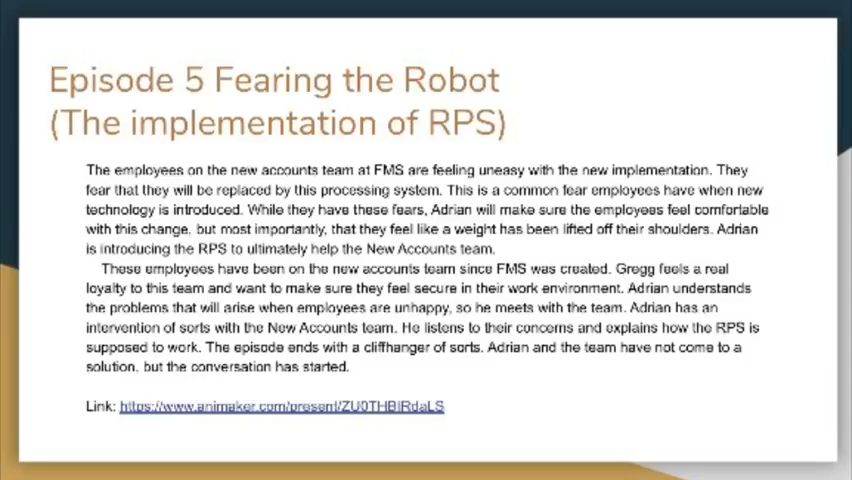 Episode 5 Fearing the Robot
(The implementation of RPS)
The employees on the new accounts team at FMS are feeling uneasy with the new implementation. They
fear that they will be replaced by this processing system. This is a common fear employees have when new
technology is introduced. While they have these fears, Adrian will make sure the employees feel comfortable
with this change, but most importantly, that they feel like a weight has been lifted off their shoulders. Adrian
is introducing the RPS to ultimately help the New Accounts team.
These employees have been on the new accounts team since FMS was created. Gregg feels a real
loyalty to this team and want to make sure they feel secure in their work environment. Adrian understands
the problems that will arise when employees are unhappy, so he meets with the team. Adrian has an
intervention of sorts with the New Accounts team. He listens to their concerns and explains how the RPS is
supposed to work. The episode ends with a cliffhanger of sorts. Adrian and the team have not come to a
solution, but the conversation has started.
Link: https://www.animaker.com/present/ZU0THBIRdaLS